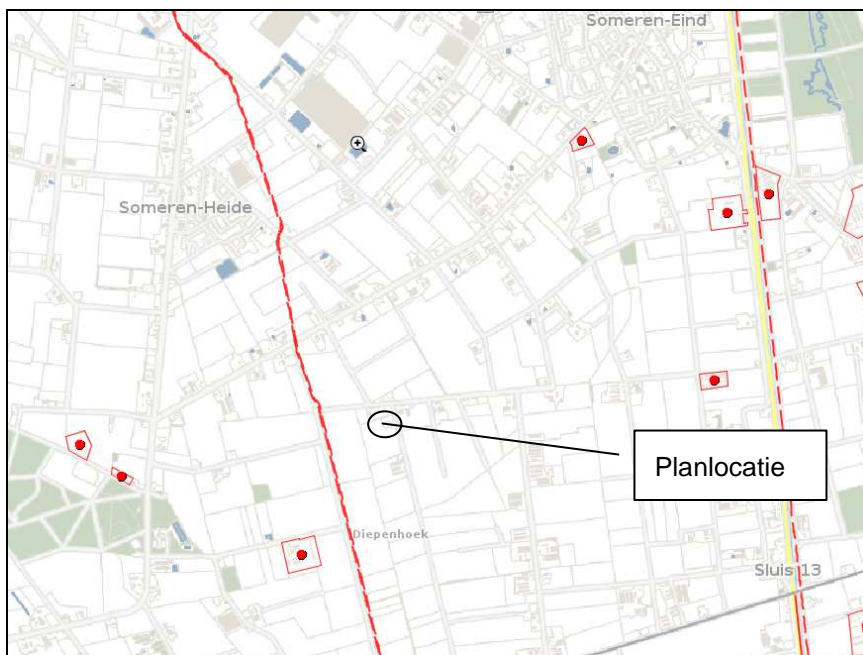 Someren-Eind
Someren-Heide
Planlocatie
Diepenhoek
Sluis 13